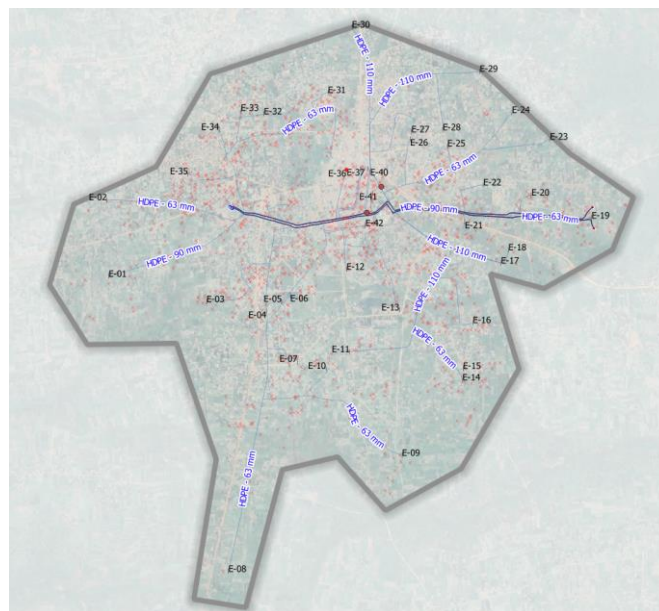 E-30
HDPE - 110 mm
E-29
HDPE - 110 mm
E-31
E-33
E-32
E-24
HDPE - 63 mm
E-34
E-27
E-28
E-23
E-26
E-25
E-35
E-36
E-37
E-40
HDPE - 63 mm
E-22
E-02
HDPE - 63 mm
E-41
E-20
HDPE - 90 mm
HDPE - 63 mm
E-19
E-42
E-21
HDPE - 90 mm
HDPE - 110 mm
E-18
E-17
E-01
E-12
HDPE - 110 mm
E-03
E-05
E-06
E-13
E-04
E-16
HDPE - 63 mm
E-11
E-07
E-10
E-15
E-14
HDPE - 63 mm
E-09
HDPE - 63 mm
E-08